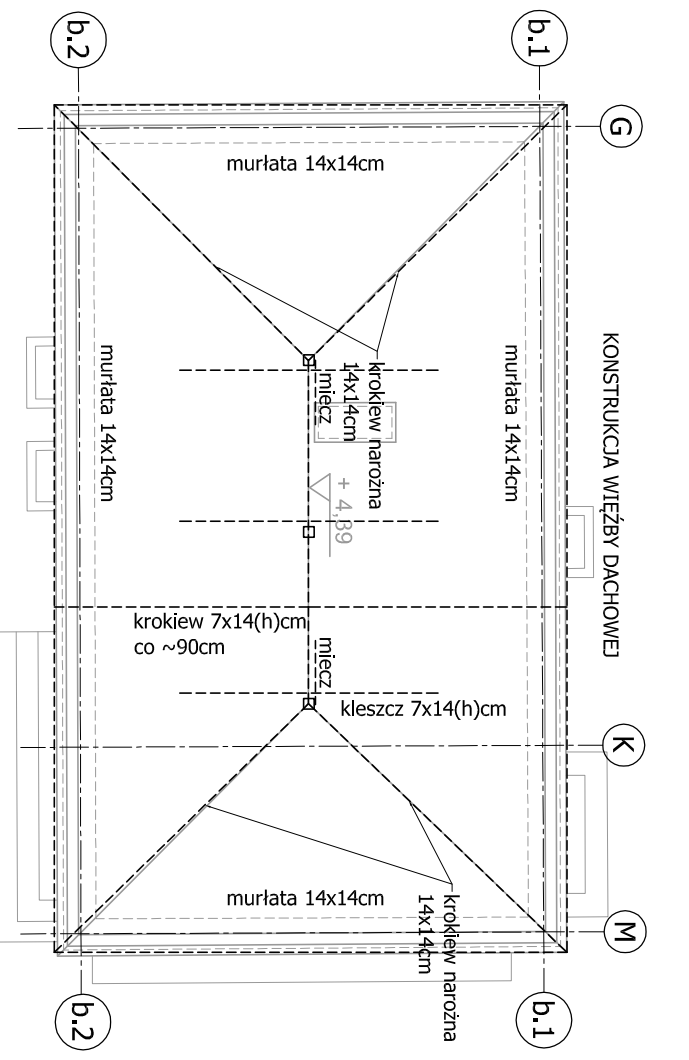 KONSTRUKCJA WIĘŹBY DACHOWEJ
b.2
b.1
G
murłata 14x14cm
murłata 14x14cm
murłata 14x14cm
krokiew narożna
14x14cm
miecz
+ 4,39
krokiew 7x14(h)cm
co ~90cm
miecz
kleszcz 7x14(h)cm
K
murłata 14x14cm
krokiew narożna
14x14cm
M
b.2
b.1